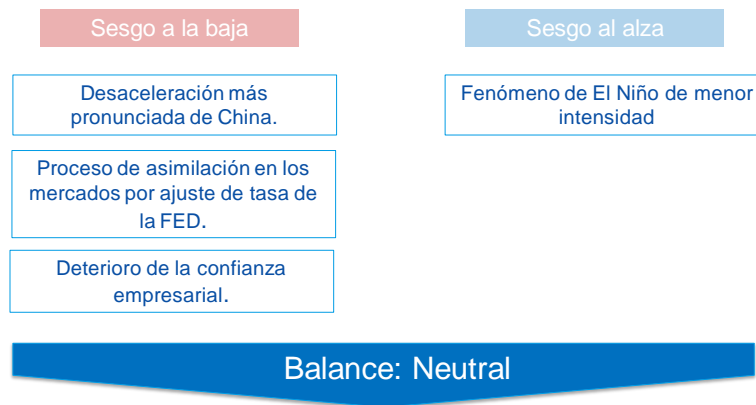 Sesgo a la baja
Desaceleración más
pronunciada de China.
Proceso de asimilación en los
mercados por ajuste de tasa de
la FED.
Deterioro de la confianza
empresarial.
Sesgo al alza
Fenómeno de El Niño de menor
intensidad
Balance: Neutral